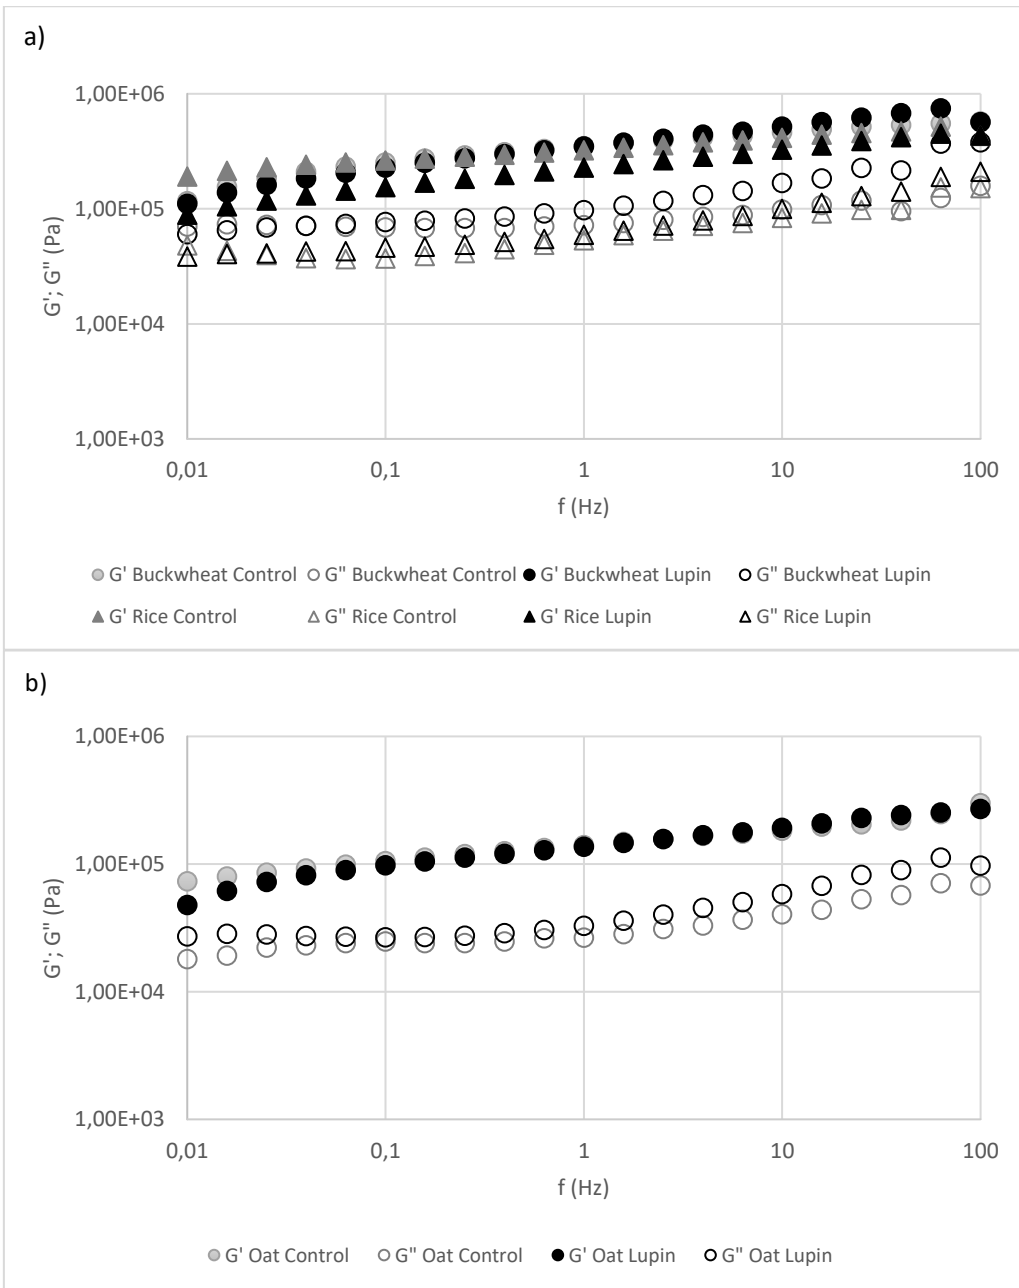 a)
1,00E+06
1,00E+05
1,00E+04
1,00E+03
G'; G" (Pa)
0,01 0,1 1 10 100
f (Hz)
G' Buckwheat Control G" Buckwheat Control G' Buckwheat Lupin G" Buckwheat Lupin
G' Rice Control G" Rice Control G' Rice Lupin G" Rice Lupin
b)
1,00E+06
1,00E+05
1,00E+04
1,00E+03
G'; G" (Pa)
0,01 0,1 1 10 100
f (Hz)
G' Oat Control G" Oat Control G' Oat Lupin G" Oat Lupin